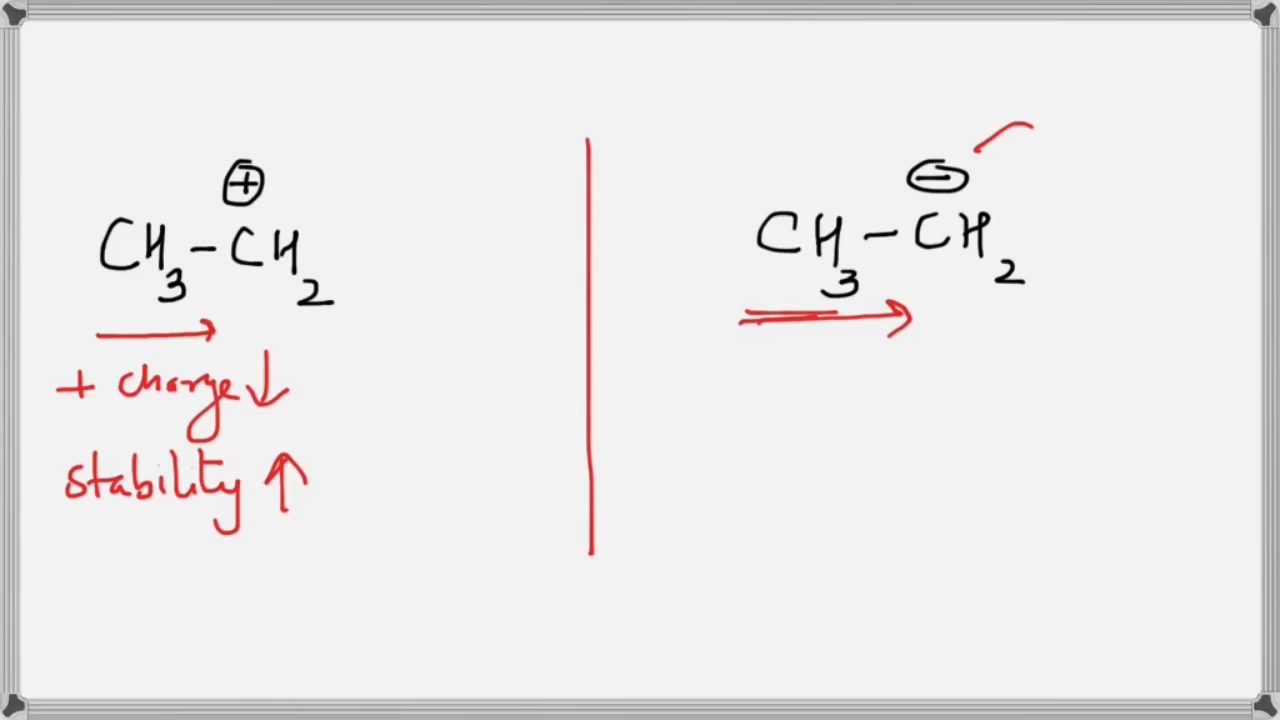 ⊕
CH3-CH2
+ charge ↓
stability ↑
⊖
CH3-CH2